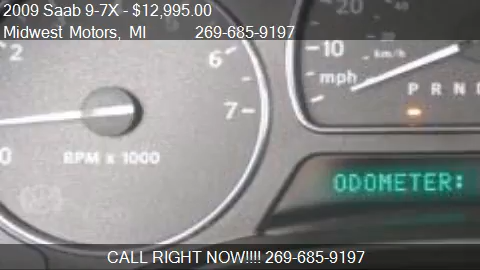 2009 Saab 9-7X - $12,995.00
Midwest Motors, MI 269-685-9197
2
6
7
0
RPM x 1000
20
10
km/h
mph
P R N D
ODOMETER:
CALL RIGHT NOW!!!! 269-685-9197